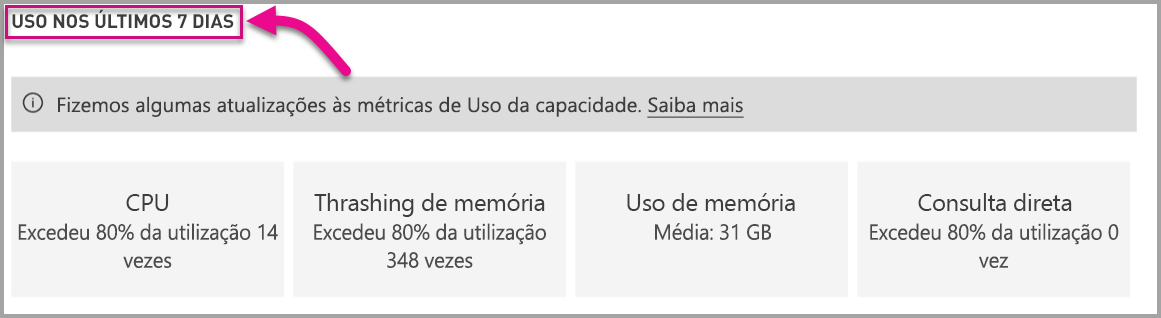 USO NOS ÚLTIMOS 7 DIAS
Fizemos algumas atualizações às métricas de Uso da capacidade. Saiba mais
CPU
Excedeu 80% da utilização 14
vezes
Thrashing de memória
Excedeu 80% da utilização
348 vezes
Uso de memória
Média: 31 GB
Consulta direta
Excedeu 80% da utilização 0
vez